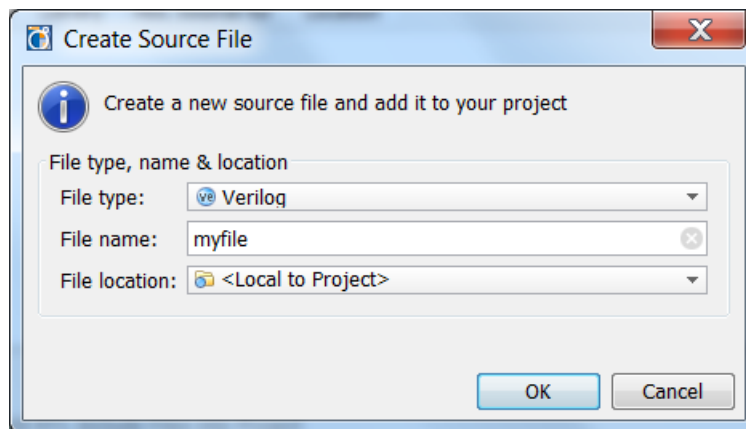 Create Source File
Create a new source file and add it to your project
File type, name & location
File type: Verilog
File name: myfile
File location: <Local to Project>
OK Cancel